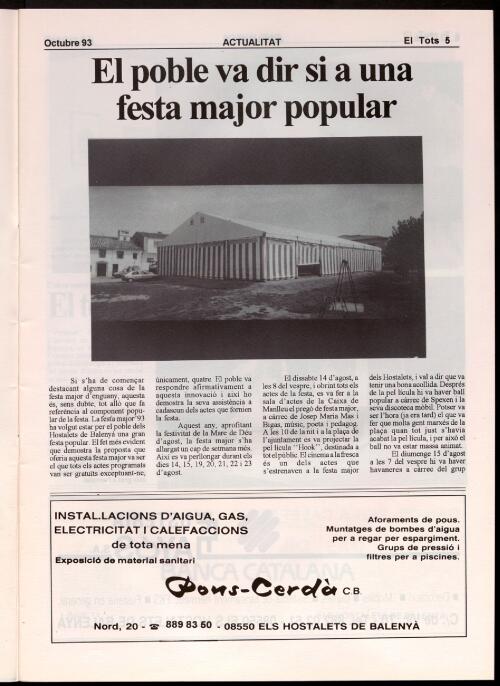 Octubre 93
ACTUALITAT
El Tots 5
El poble va dir si a una
festa major popular
Si s'ha de començar
destacant alguna cosa de la
festa major d'enguany, aquesta
és, sens dubte, tot allò que fa
referència al component popu-
lar de la festa. La festa major '93
ha volgut estar per el poble dels
Hostalets de Balenyà una gran
festa popular. El fet més evident
que demostra la proposta que
oferia aquesta festa major va ser
el que tots els actes programats
van ser gratuïts exceptuant-ne,
únicament, quatre. El poble va
respondre afirmativament a
aquesta innovació i així ho
demostra la seva assistència a
cadascun dels actes que formen
la festa.
Aquest any, aprofitant
la festivitat de la Mare de Déu
d'agost, la festa major s'ha
allargat un cap de setmana més.
Així es va perllongar durant els
dies 14, 15, 19, 20, 21, 22 i 23
d'agost.
El dissabte 14 d'agost, a
les 8 del vespre, i obrint tots els
actes de la festa, es va fer a la
sala d'actes de la Caixa de
Manlleu el pregó de festa major,
a càrrec de Josep Maria Mas i
Bigas, músic, poeta i pedagog.
A les 10 de la nit i a la plaça de
l'ajuntament es va projectar la
pel.lícula "Hook", destinada a
tot el públic. El cinema a la fresca
és un dels actes que
s'estrenaven a la festa major
dels Hostalets, i val a dir que va
tenir una bona acollida. Després
de la pel.lícula hi va haver ball
popular a càrrec de Spexen i la
seva discoteca mòbil. Potser va
ser l'hora (ja era tard) el que va
fer que molta gent marxés de la
plaça quan tot just s'havia
acabat la pel.lícula, i per això el
ball no va estar massa animat.
El diumenge 15 d'agost
a les 7 del vespre hi va haver
havaneres a càrrec del grup
INSTAL.LACIONS D'AIGUA, GAS,
ELECTRICITAT I CALEFACCIONS
de tota mena
Exposició de material sanitari
Aforaments de pous.
Muntatges de bombes d'aigua
per a regar per espargiment.
Grups de pressió i
filtres per a piscines.
Pons-Cerdà C.B.
Nord, 20 - ☎ 889 83 60 - 08550 ELS HOSTALETS DE BALENYÀ